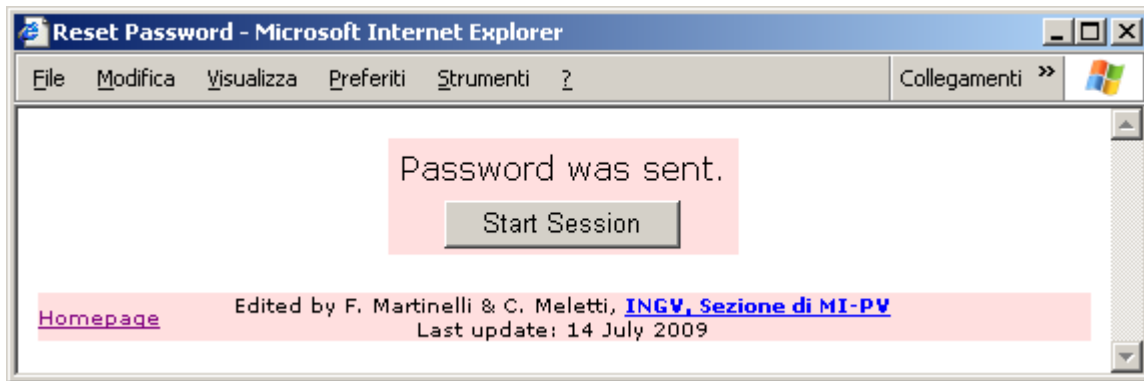 Reset Password - Microsoft Internet Explorer
File Modifica Visualizza Preferiti Strumenti ? Collegamenti »
Password was sent.
Start Session
Homepage
Edited by F. Martinelli & C. Meletti, INGV, Sezione di MI-PV
Last update: 14 July 2009